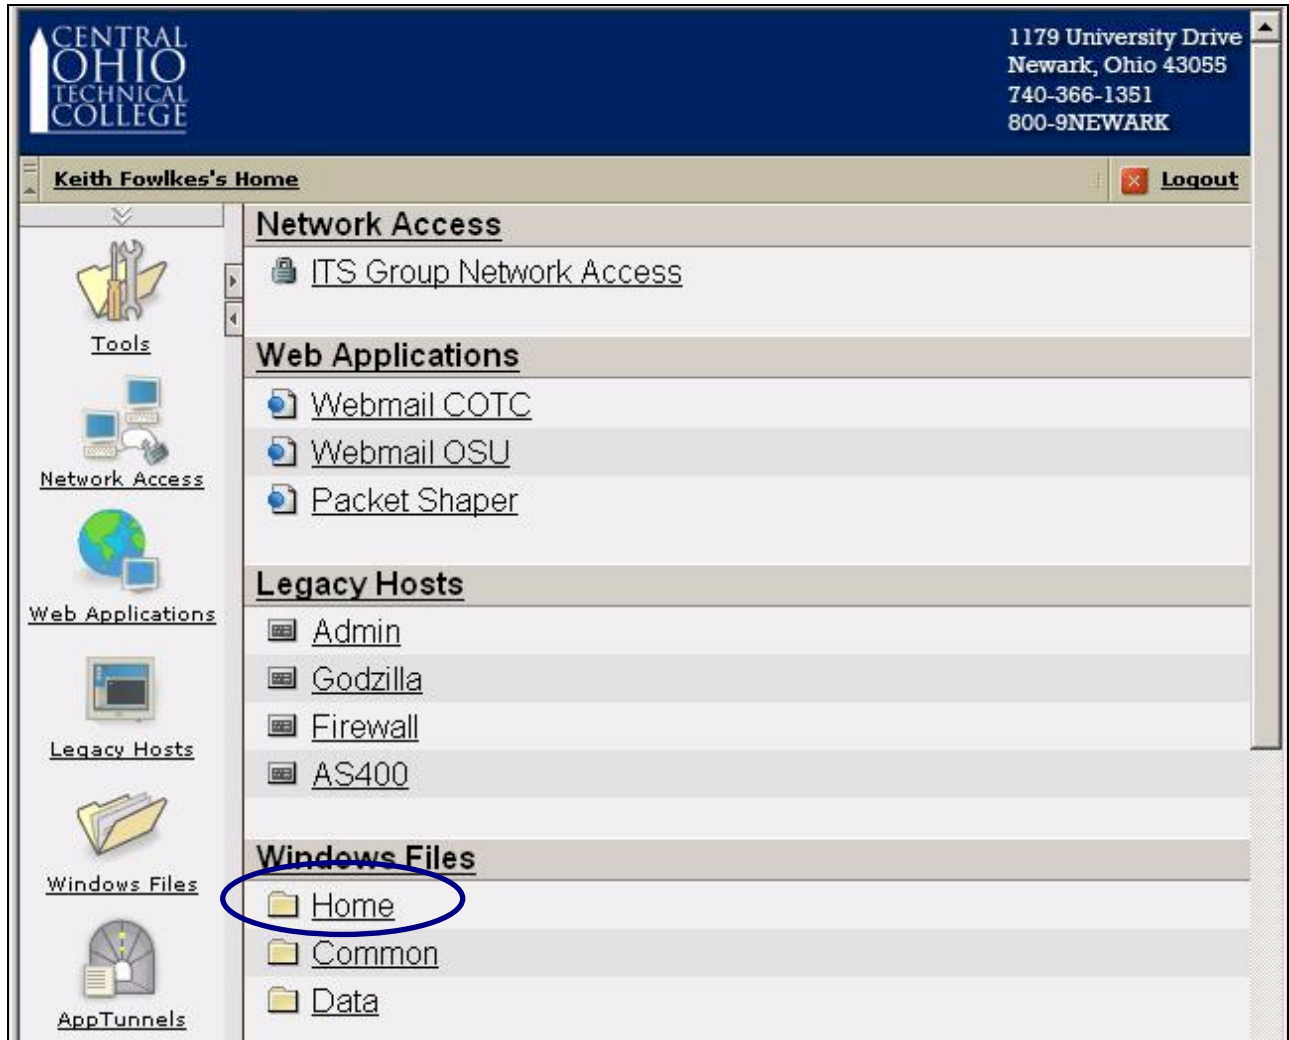 CENTRAL
OHIO
TECHNICAL
COLLEGE
1179 University Drive
Newark, Ohio 43055
740-366-1351
800-9NEWARK
Keith Fowlkes's Home
Logout
Tools
Network Access
Web Applications
Legacy Hosts
Windows Files
AppTunnels
Network Access
ITS Group Network Access
Web Applications
Webmail COTC
Webmail OSU
Packet Shaper
Legacy Hosts
Admin
Godzilla
Firewall
AS400
Windows Files
Home
Common
Data